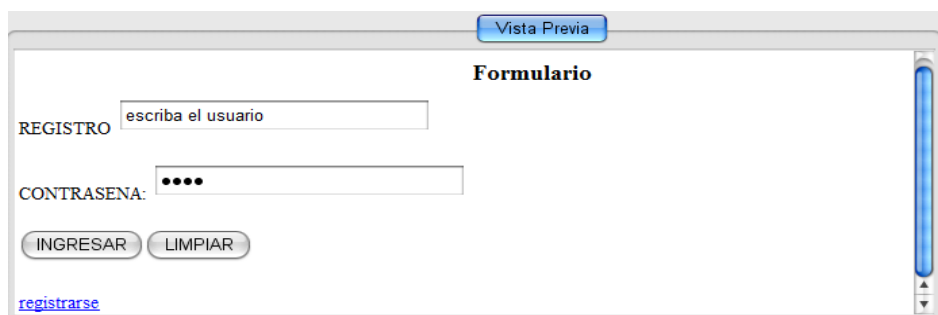 Vista Previa
Formulario
REGISTRO escriba el usuario
CONTRASENA: ••••
INGRESAR LIMPIAR
registrarse